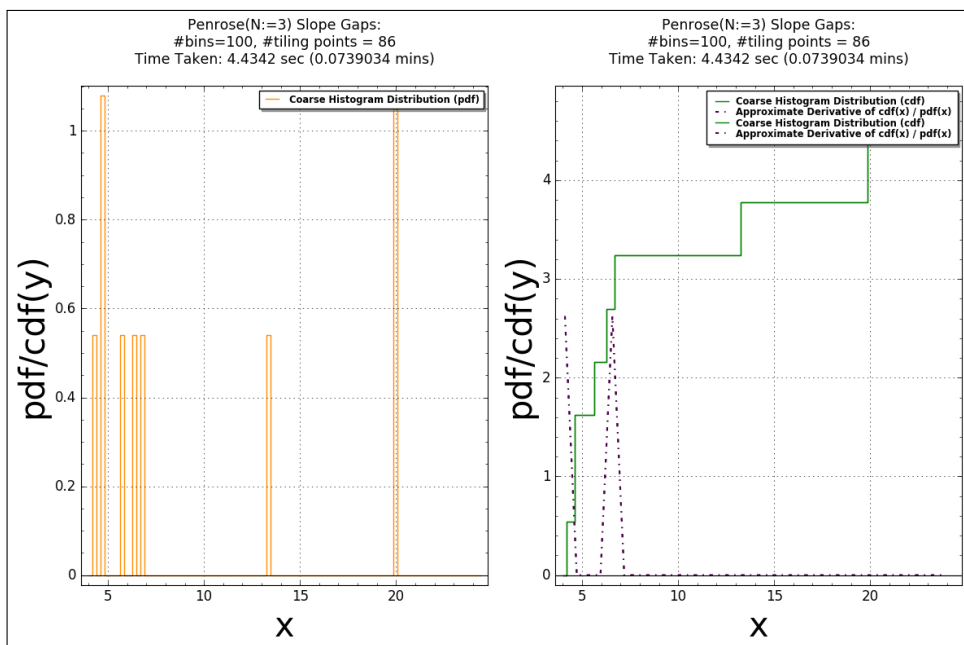 Penrose(N:=3) Slope Gaps:
#bins=100, #tiling points = 86
Time Taken: 4.4342 sec (0.0739034 mins)
Coarse Histogram Distribution (pdf)
1
0.8
0.6
0.4
0.2
0
5
10
15
20
pdf/cdf(y)
x
Penrose(N:=3) Slope Gaps:
#bins=100, #tiling points = 86
Time Taken: 4.4342 sec (0.0739034 mins)
Coarse Histogram Distribution (cdf)
Approximate Derivative of cdf(x) / pdf(x)
Coarse Histogram Distribution (cdf)
Approximate Derivative of cdf(x) / pdf(x)
4
3
2
1
0
5
10
15
20
pdf/cdf(y)
x